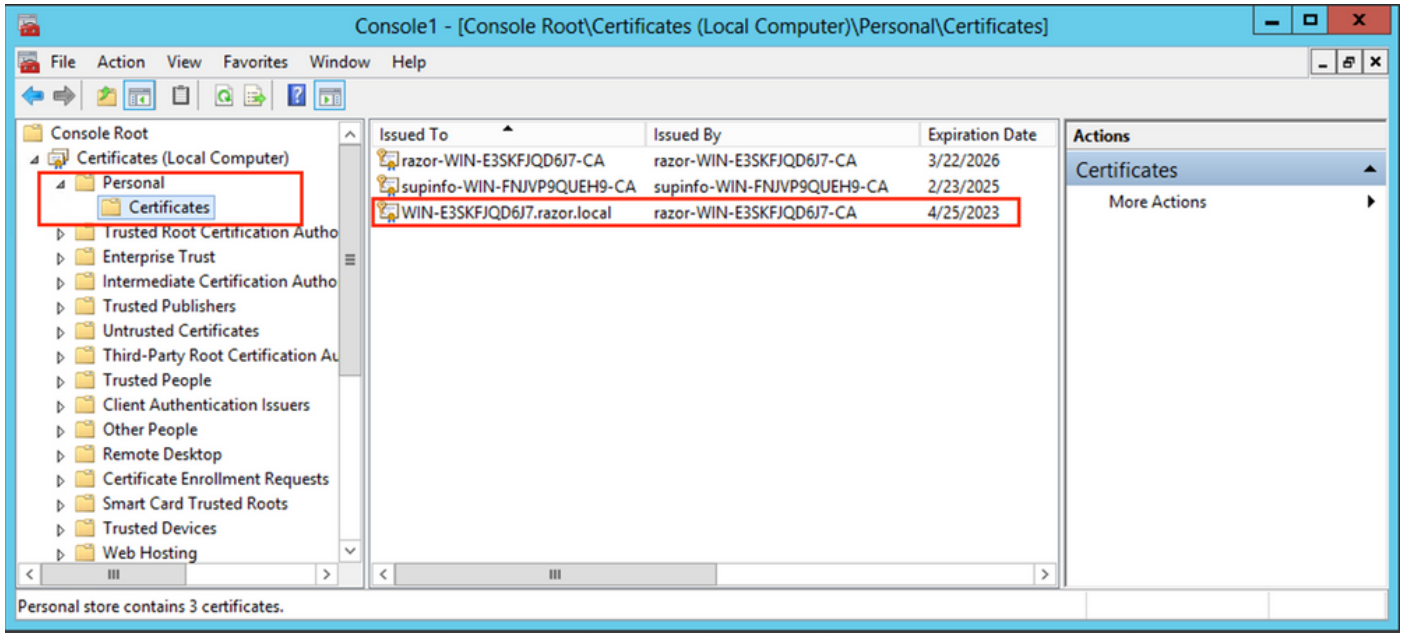 Console1 - [Console Root\Certificates (Local Computer)\Personal\Certificates]
File Action View Favorites Window Help
Console Root
Certificates (Local Computer)
Personal
Certificates
Trusted Root Certification Autho
Enterprise Trust
Intermediate Certification Autho
Trusted Publishers
Untrusted Certificates
Third-Party Root Certification Au
Trusted People
Client Authentication Issuers
Other People
Remote Desktop
Certificate Enrollment Requests
Smart Card Trusted Roots
Trusted Devices
Web Hosting
Issued To Issued By Expiration Date
razor-WIN-E3SKFJQD6J7-CA razor-WIN-E3SKFJQD6J7-CA 3/22/2026
supinfo-WIN-FNJVP9QUEH9-CA supinfo-WIN-FNJVP9QUEH9-CA 2/23/2025
WIN-E3SKFJQD6J7.razor.local razor-WIN-E3SKFJQD6J7-CA 4/25/2023
Actions
Certificates
More Actions
Personal store contains 3 certificates.